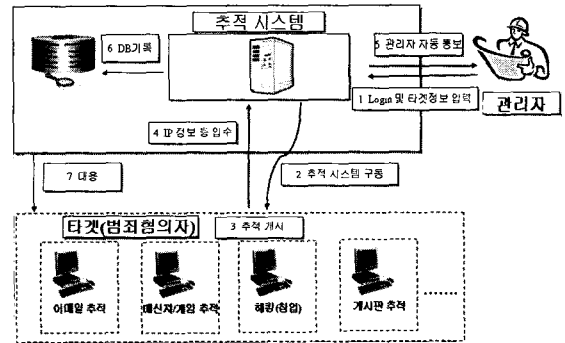 추적 시스템
6 DB기록
5 관리자 자동 통보
1 Login 및 타겟정보 입력
관리자
4 IP 정보 등 입수
7 대응
2 추적 시스템 구동
타겟(범죄혐의자)
3 추적 개시
이메일 추적
메신저/게임 추적
해킹(침입)
게시판 추적
......